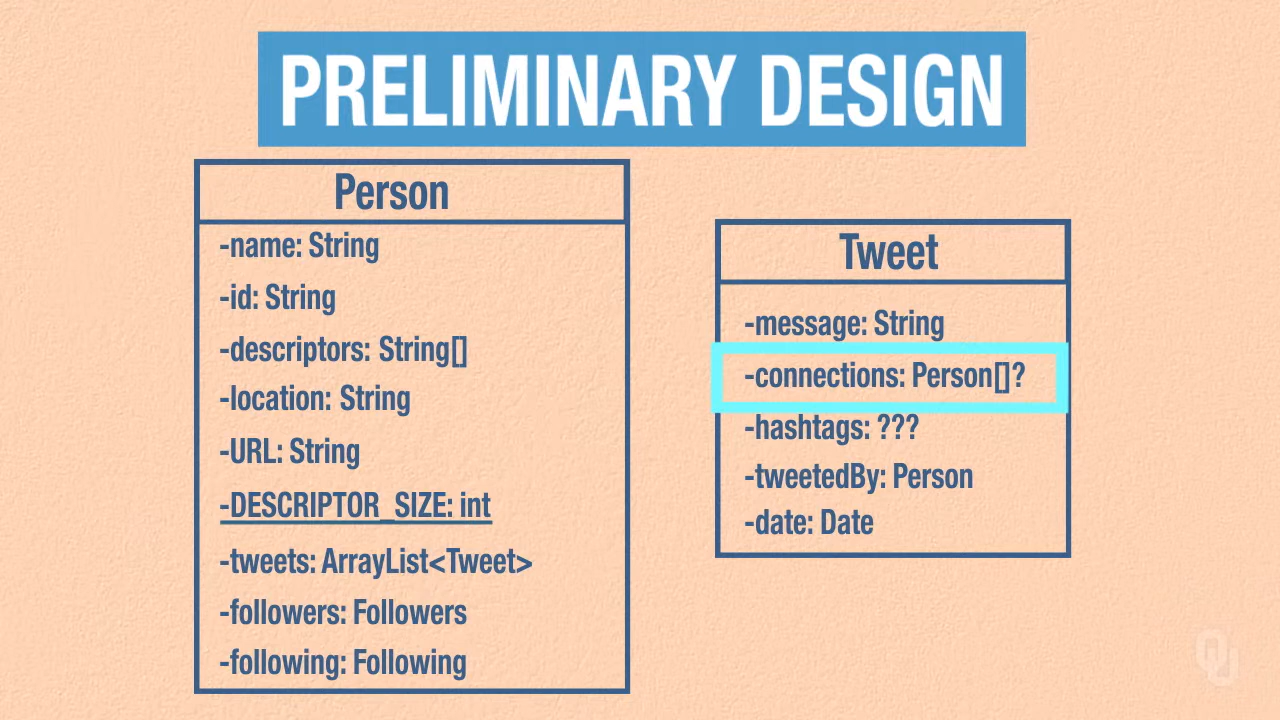 PRELIMINARY DESIGN
Person
-name: String
-id: String
-descriptors: String[]
-location: String
-URL: String
-DESCRIPTOR_SIZE: int
-tweets: ArrayList<Tweet>
-followers: Followers
-following: Following
Tweet
-message: String
-connections: Person[]?
-hashtags: ???
-tweetedBy: Person
-date: Date
OU